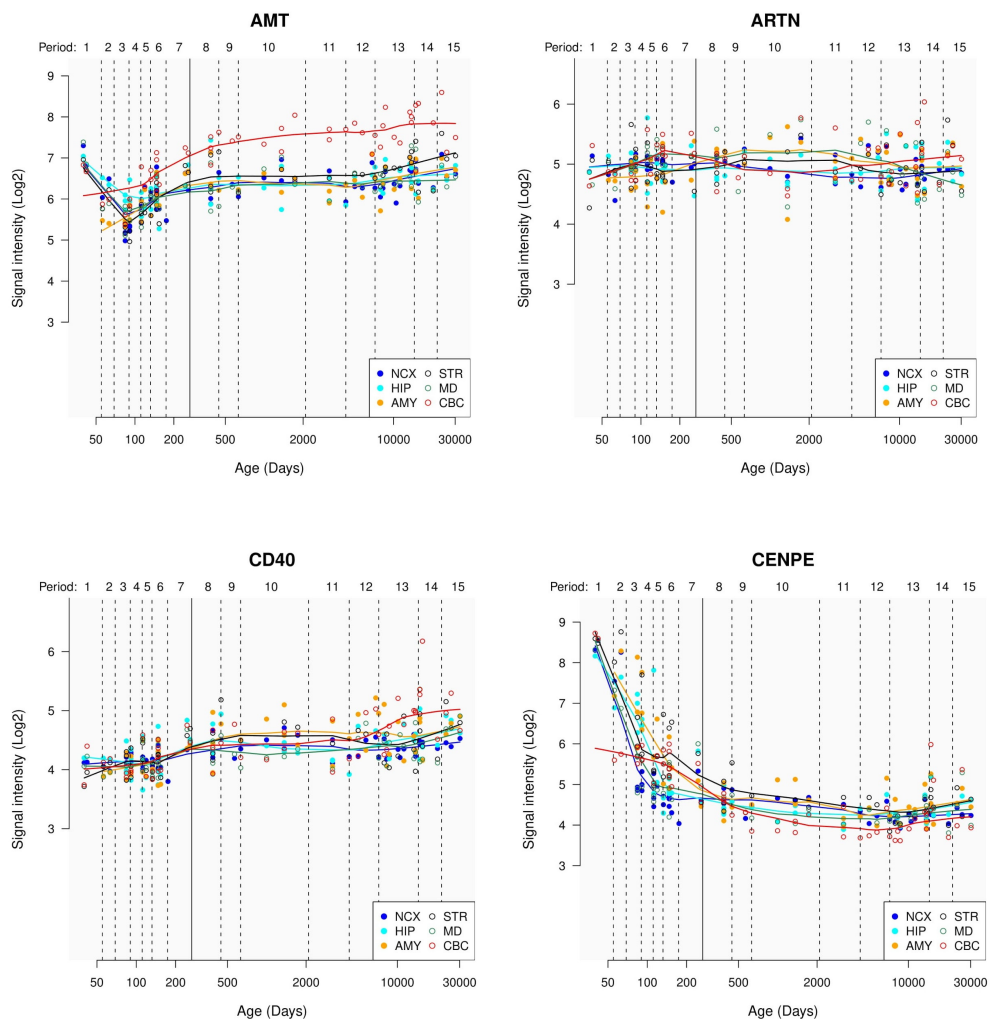 AMT
Period: 1 2 3 4 5 6 7 8 9 10 11 12 13 14 15
9
8
7
6
5
4
3
Signal intensity (Log2)
NCX STR
HIP MD
AMY CBC
50 100 200 500 2000 10000 30000
Age (Days)
ARTN
Period: 1 2 3 4 5 6 7 8 9 10 11 12 13 14 15
6
5
4
3
Signal intensity (Log2)
NCX STR
HIP MD
AMY CBC
50 100 200 500 2000 10000 30000
Age (Days)
CD40
Period: 1 2 3 4 5 6 7 8 9 10 11 12 13 14 15
6
5
4
3
Signal intensity (Log2)
NCX STR
HIP MD
AMY CBC
50 100 200 500 2000 10000 30000
Age (Days)
CENPE
Period: 1 2 3 4 5 6 7 8 9 10 11 12 13 14 15
9
8
7
6
5
4
3
Signal intensity (Log2)
NCX STR
HIP MD
AMY CBC
50 100 200 500 2000 10000 30000
Age (Days)